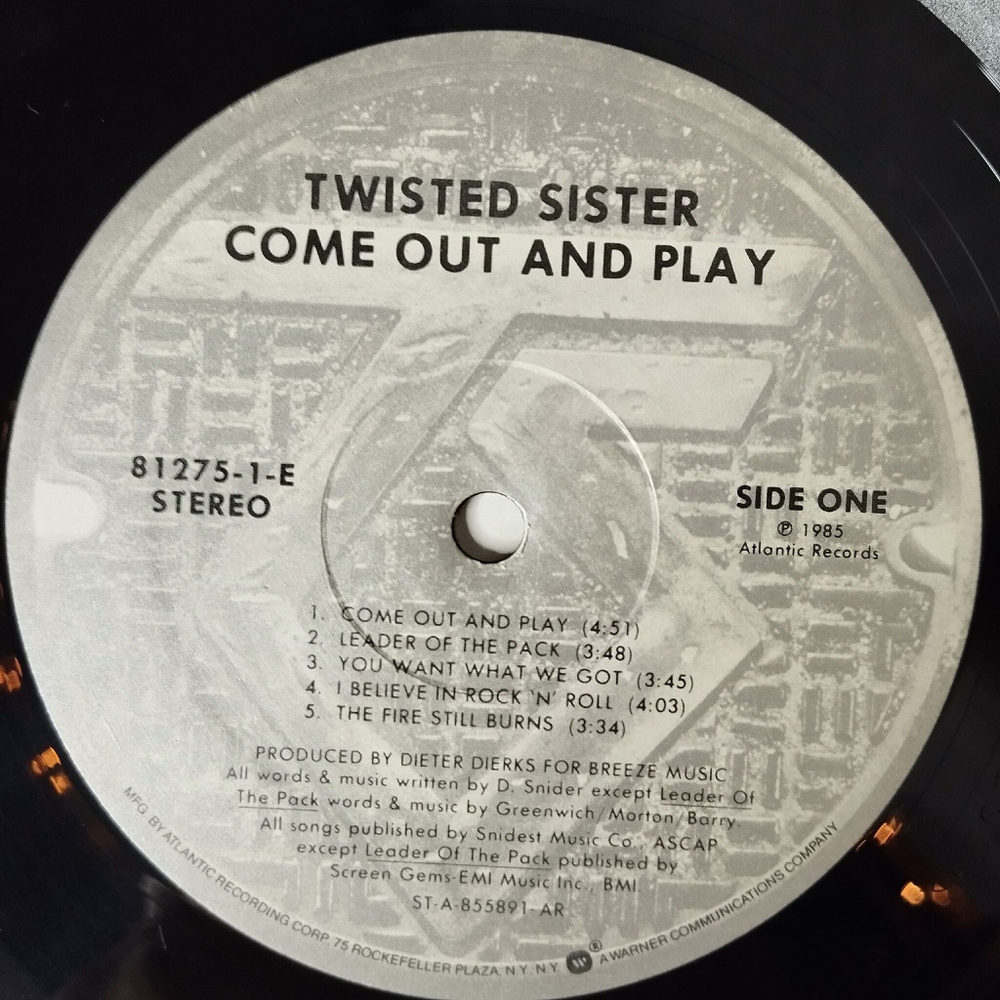 TWISTED SISTER
COME OUT AND PLAY
81275-1-E
STEREO
SIDE ONE
℗ 1985
Atlantic Records
1. COME OUT AND PLAY (4:51)
2. LEADER OF THE PACK (3:48)
3. YOU WANT WHAT WE GOT (3:45)
4. I BELIEVE IN ROCK 'N' ROLL (4:03)
5. THE FIRE STILL BURNS (3:34)
PRODUCED BY DIETER DIERKS FOR BREEZE MUSIC
All words & music written by D. Snider except Leader Of
The Pack words & music by Greenwich/Morton/Barry.
All songs published by Snidest Music Co., ASCAP
except Leader Of The Pack published by
Screen Gems-EMI Music Inc., BMI.
ST-A-855891-AR
MFG. BY ATLANTIC RECORDING CORP. 75 ROCKEFELLER PLAZA, N.Y. N.Y. ® A WARNER COMMUNICATIONS COMPANY